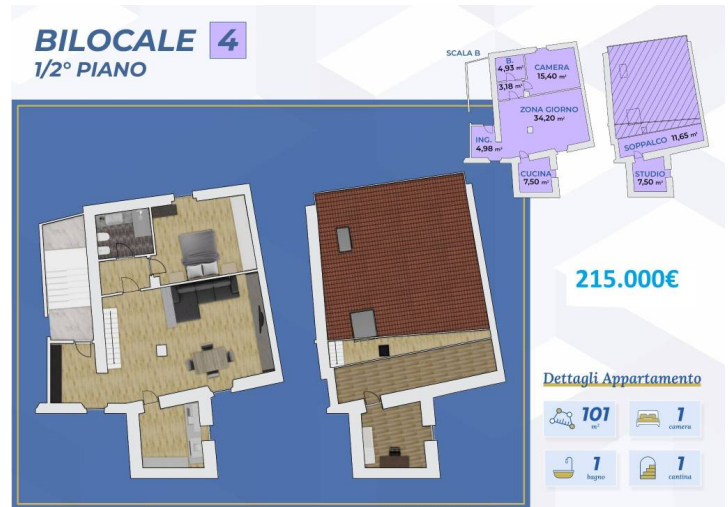 BILOCALE 4
1/2° PIANO
SCALA B
B.
4,93 m²
3,18 m²
CAMERA
15,40 m²
ZONA GIORNO
34,20 m²
ING.
4,98 m²
CUCINA
7,50 m²
SOPPALCO 11,65 m²
STUDIO
7,50 m²
215.000€
Dettagli Appartamento
101
m²
1
camera
1
bagno
1
cantina